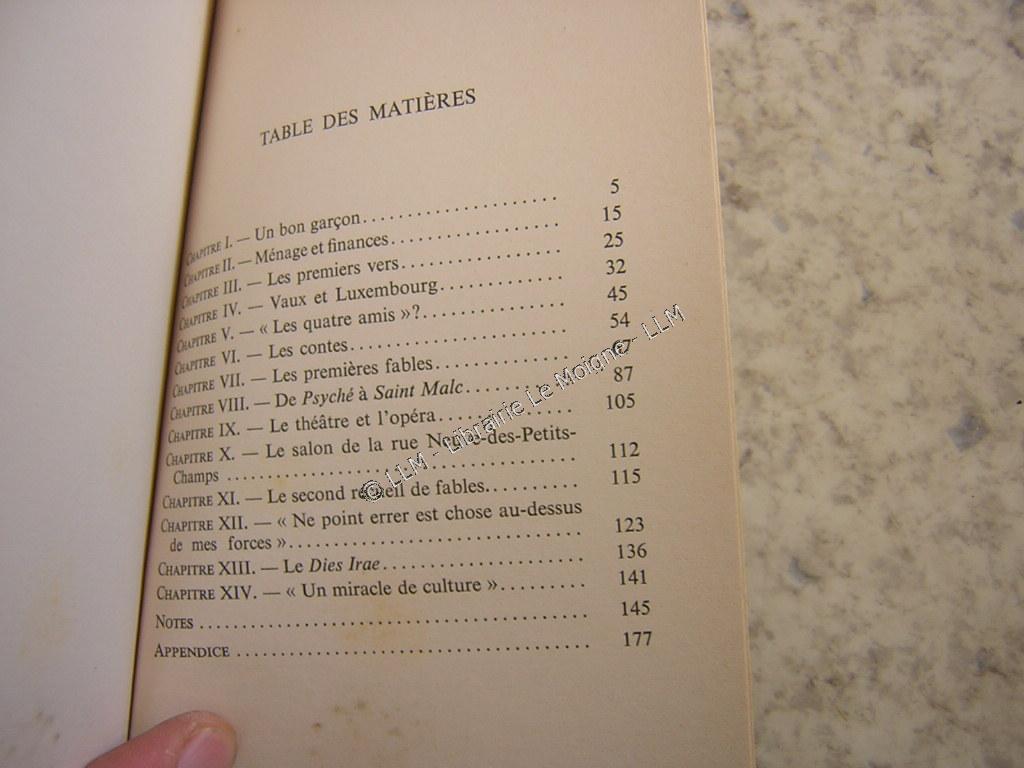 TABLE DES MATIÈRES
CHAPITRE I. — Un bon garçon.................... 5
CHAPITRE II. — Ménage et finances................ 15
CHAPITRE III. — Les premiers vers................ 25
CHAPITRE IV. — Vaux et Luxembourg............ 32
CHAPITRE V. — « Les quatre amis »?.............. 45
CHAPITRE VI. — Les contes...................... 54
CHAPITRE VII. — Les premières fables............. 67
CHAPITRE VIII. — De Psyché à Saint Malc.......... 87
CHAPITRE IX. — Le théâtre et l'opéra............. 105
CHAPITRE X. — Le salon de la rue Neuve-des-Petits-
Champs .................................. 112
CHAPITRE XI. — Le second recueil de fables.......... 115
CHAPITRE XII. — « Ne point errer est chose au-dessus
de mes forces »............................. 123
CHAPITRE XIII. — Le Dies Irae.................... 136
CHAPITRE XIV. — « Un miracle de culture »......... 141
NOTES ...................................... 145
APPENDICE ................................... 177
© LLM - Librairie Le Moigne - LLM